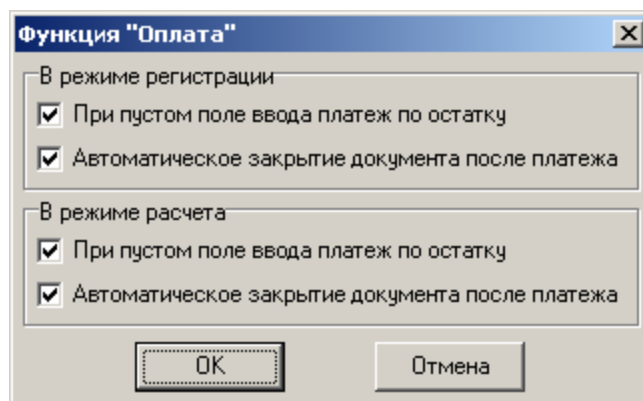 Функция "Оплата"
В режиме регистрации
При пустом поле ввода платеж по остатку
Автоматическое закрытие документа после платежа
В режиме расчета
При пустом поле ввода платеж по остатку
Автоматическое закрытие документа после платежа
OK
Отмена